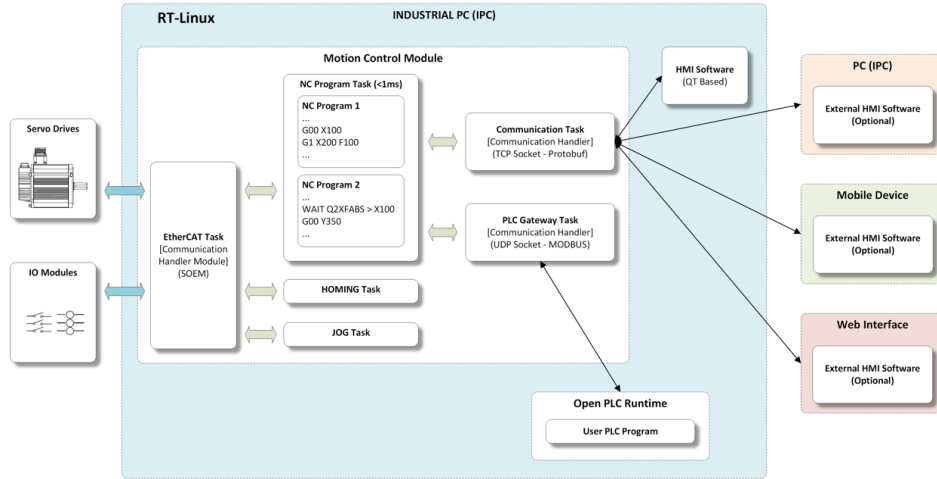 RT-Linux
INDUSTRIAL PC (IPC)
Motion Control Module
Servo Drives
IO Modules
EtherCAT Task
[Communication
Handler Module]
(SOEM)
NC Program Task (<1ms)
NC Program 1
...
G00 X100
G1 X200 F100
...
NC Program 2
...
WAIT Q2XFABS > X100
G00 Y350
...
HOMING Task
JOG Task
Communication Task
[Communication Handler]
(TCP Socket - Protobuf)
PLC Gateway Task
[Communication Handler]
(UDP Socket - MODBUS)
HMI Software
(QT Based)
Open PLC Runtime
User PLC Program
PC (IPC)
External HMI Software
(Optional)
Mobile Device
External HMI Software
(Optional)
Web Interface
External HMI Software
(Optional)